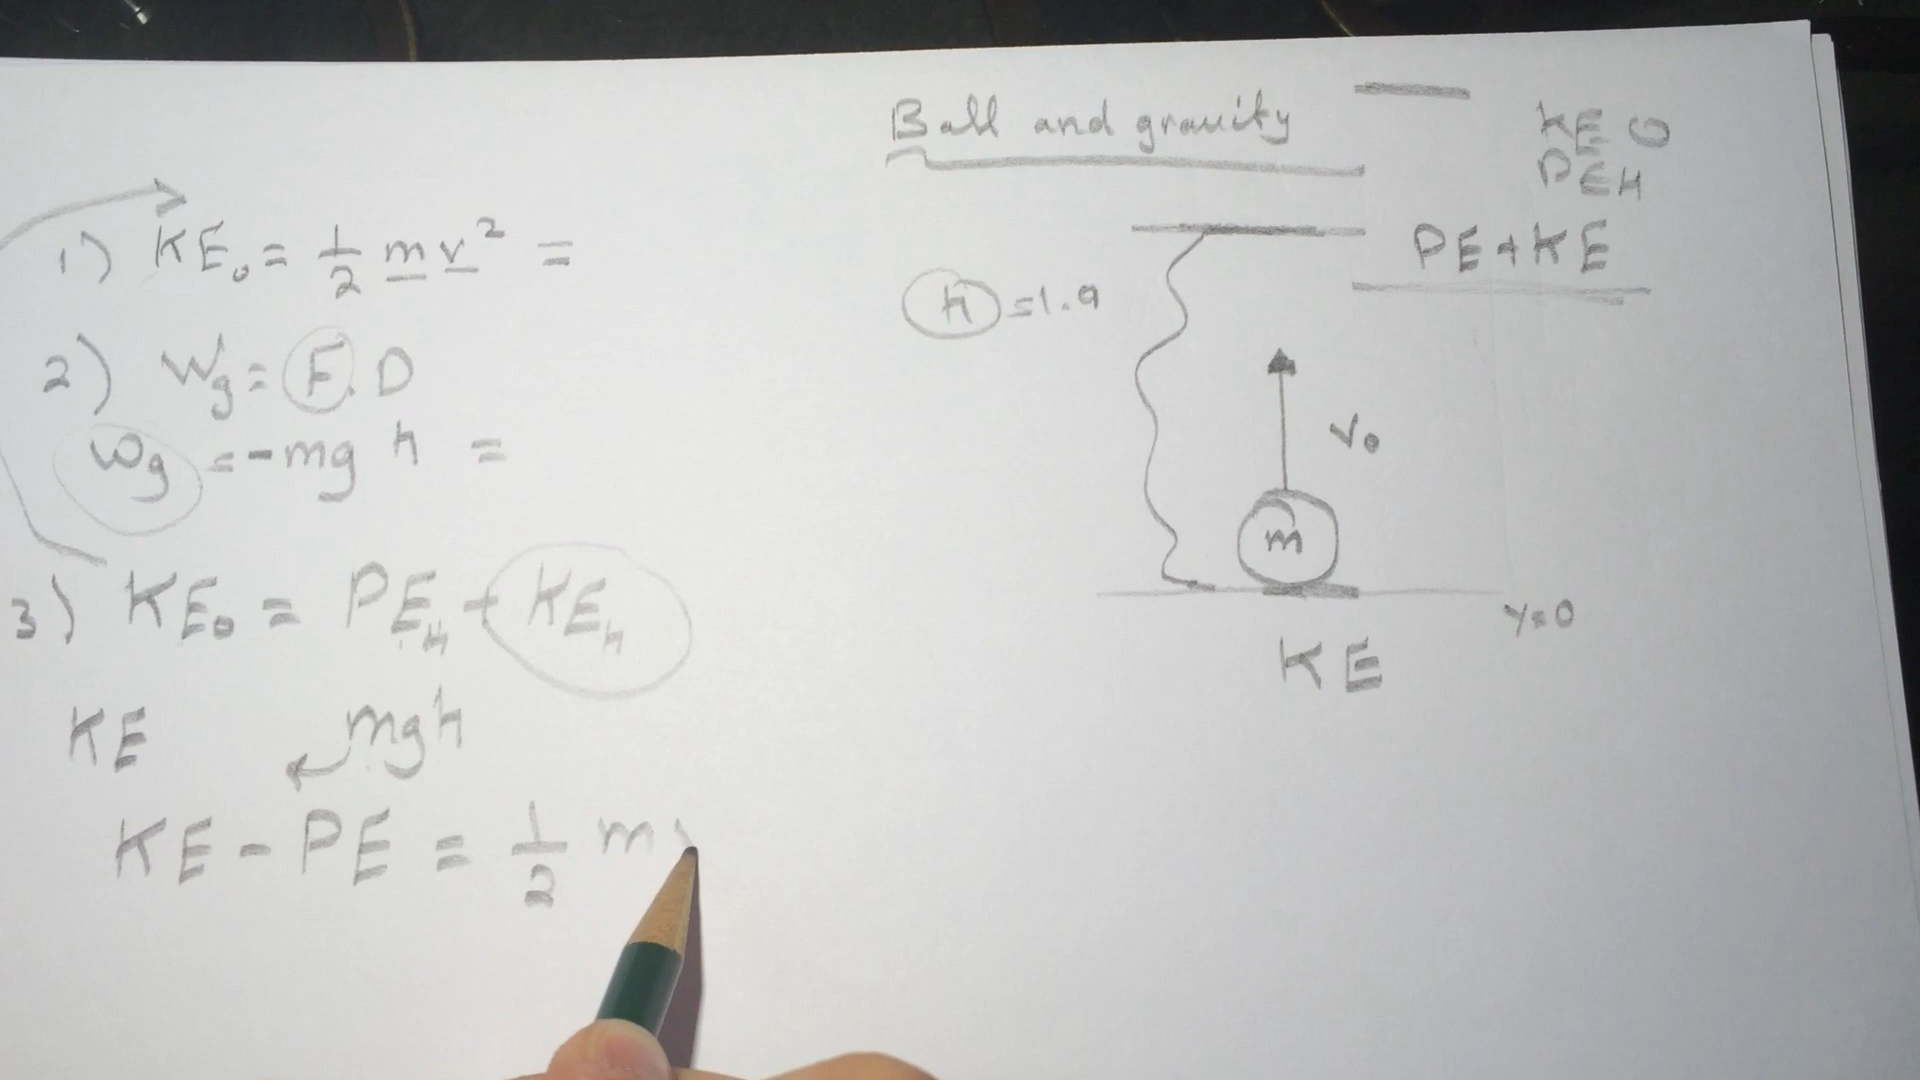 Ball and gravity
1) KE₀ = 1/2 m v² =
2) Wg = F . D
Wg = -mg h =
3) KE₀ = PE_H + KE_h
KE
mgh
KE - PE = 1/2 m
KE 0
PE H
PE + KE
h = 1.9
V₀
m
y=0
KE